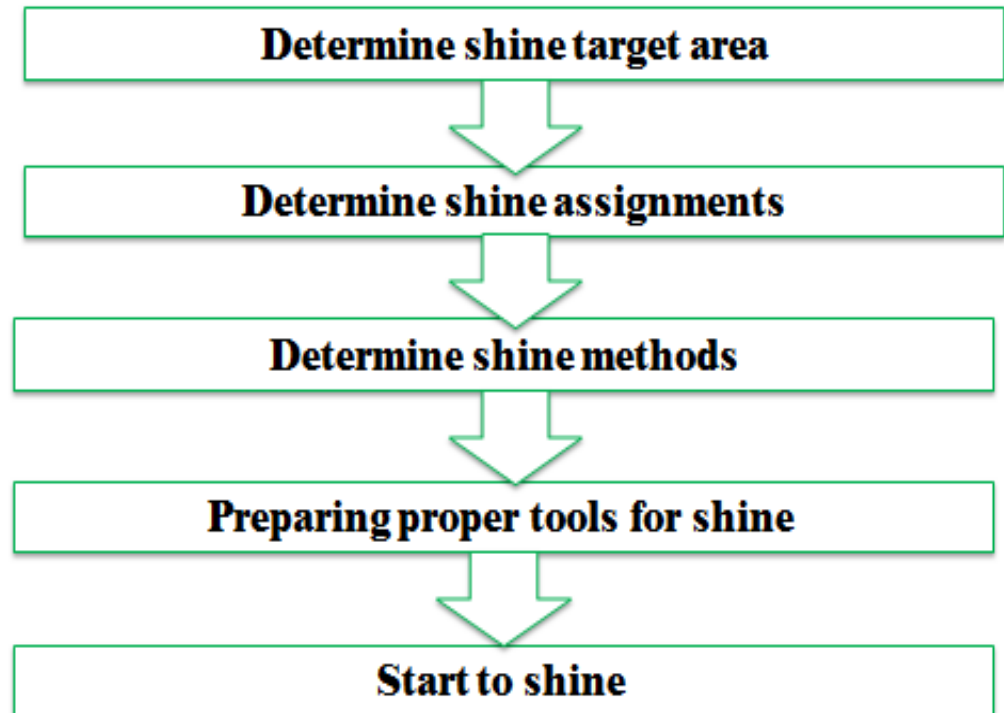 Determine shine target area
Determine shine assignments
Determine shine methods
Preparing proper tools for shine
Start to shine